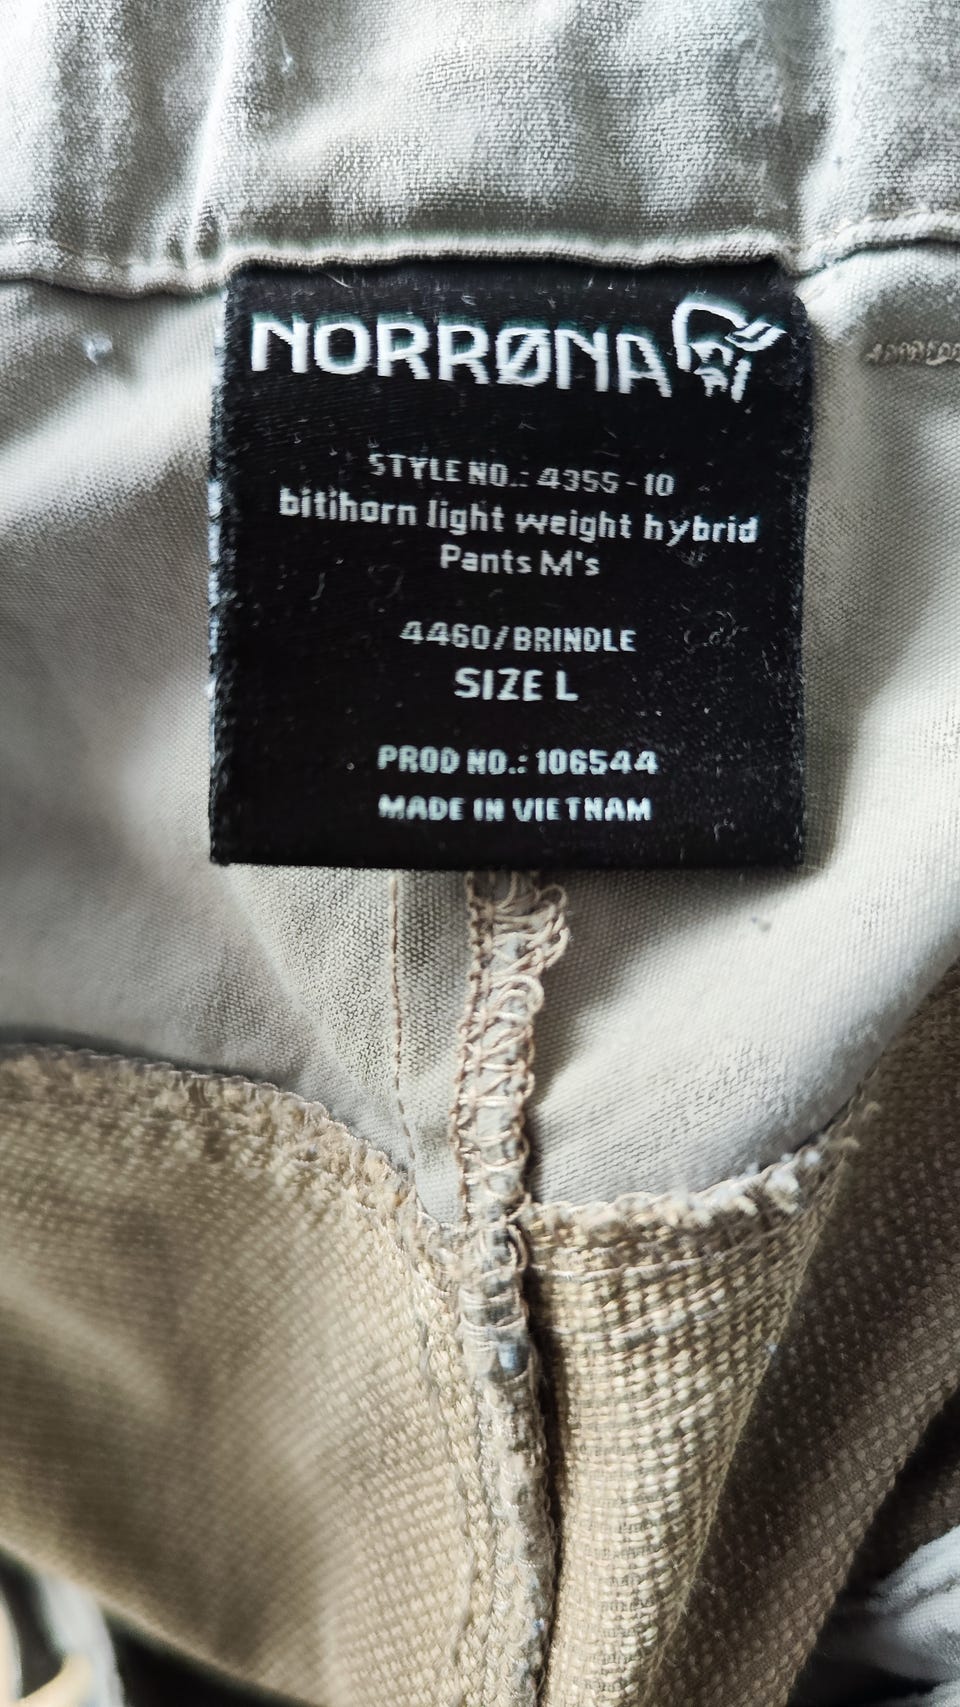 NORRØNA
STYLE NO.: 4355-10
bitihorn light weight hybrid
Pants M's
4460/BRINDLE
SIZE L
PROD NO.: 106544
MADE IN VIETNAM